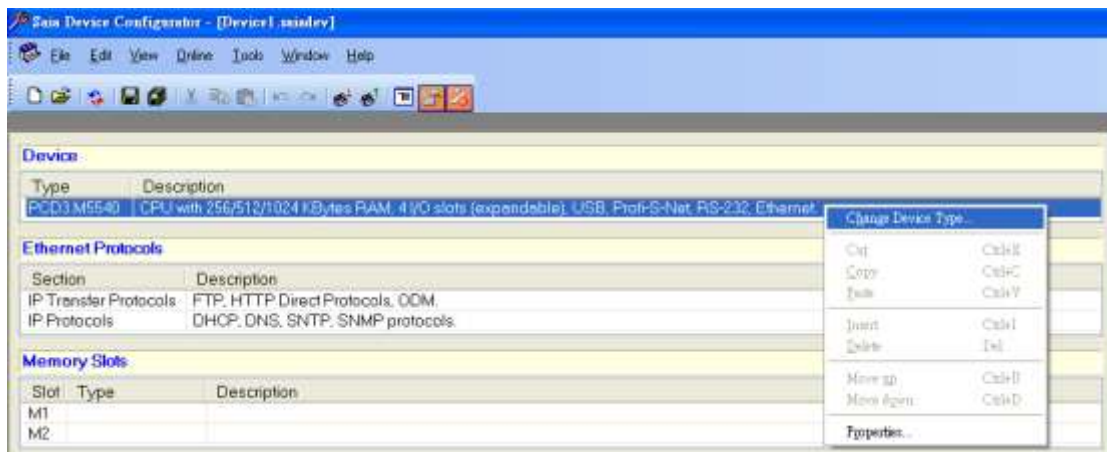 Saia Device Configurator - [Device1.saiadev]
File Edit View Online Tools Window Help
Device
Type Description
PCD3.M5540 CPU with 256/512/1024 KBytes RAM, 4 I/O slots (expandable), USB, Profi-S-Net, RS-232, Ethernet.
Change Device Type...
Cut Ctrl+X
Copy Ctrl+C
Paste Ctrl+V
Insert Ctrl+I
Delete Del
Move up Ctrl+U
Move down Ctrl+D
Properties...
Ethernet Protocols
Section Description
IP Transfer Protocols FTP, HTTP Direct Protocols, ODM.
IP Protocols DHCP, DNS, SNTP, SNMP protocols.
Memory Slots
Slot Type Description
M1
M2